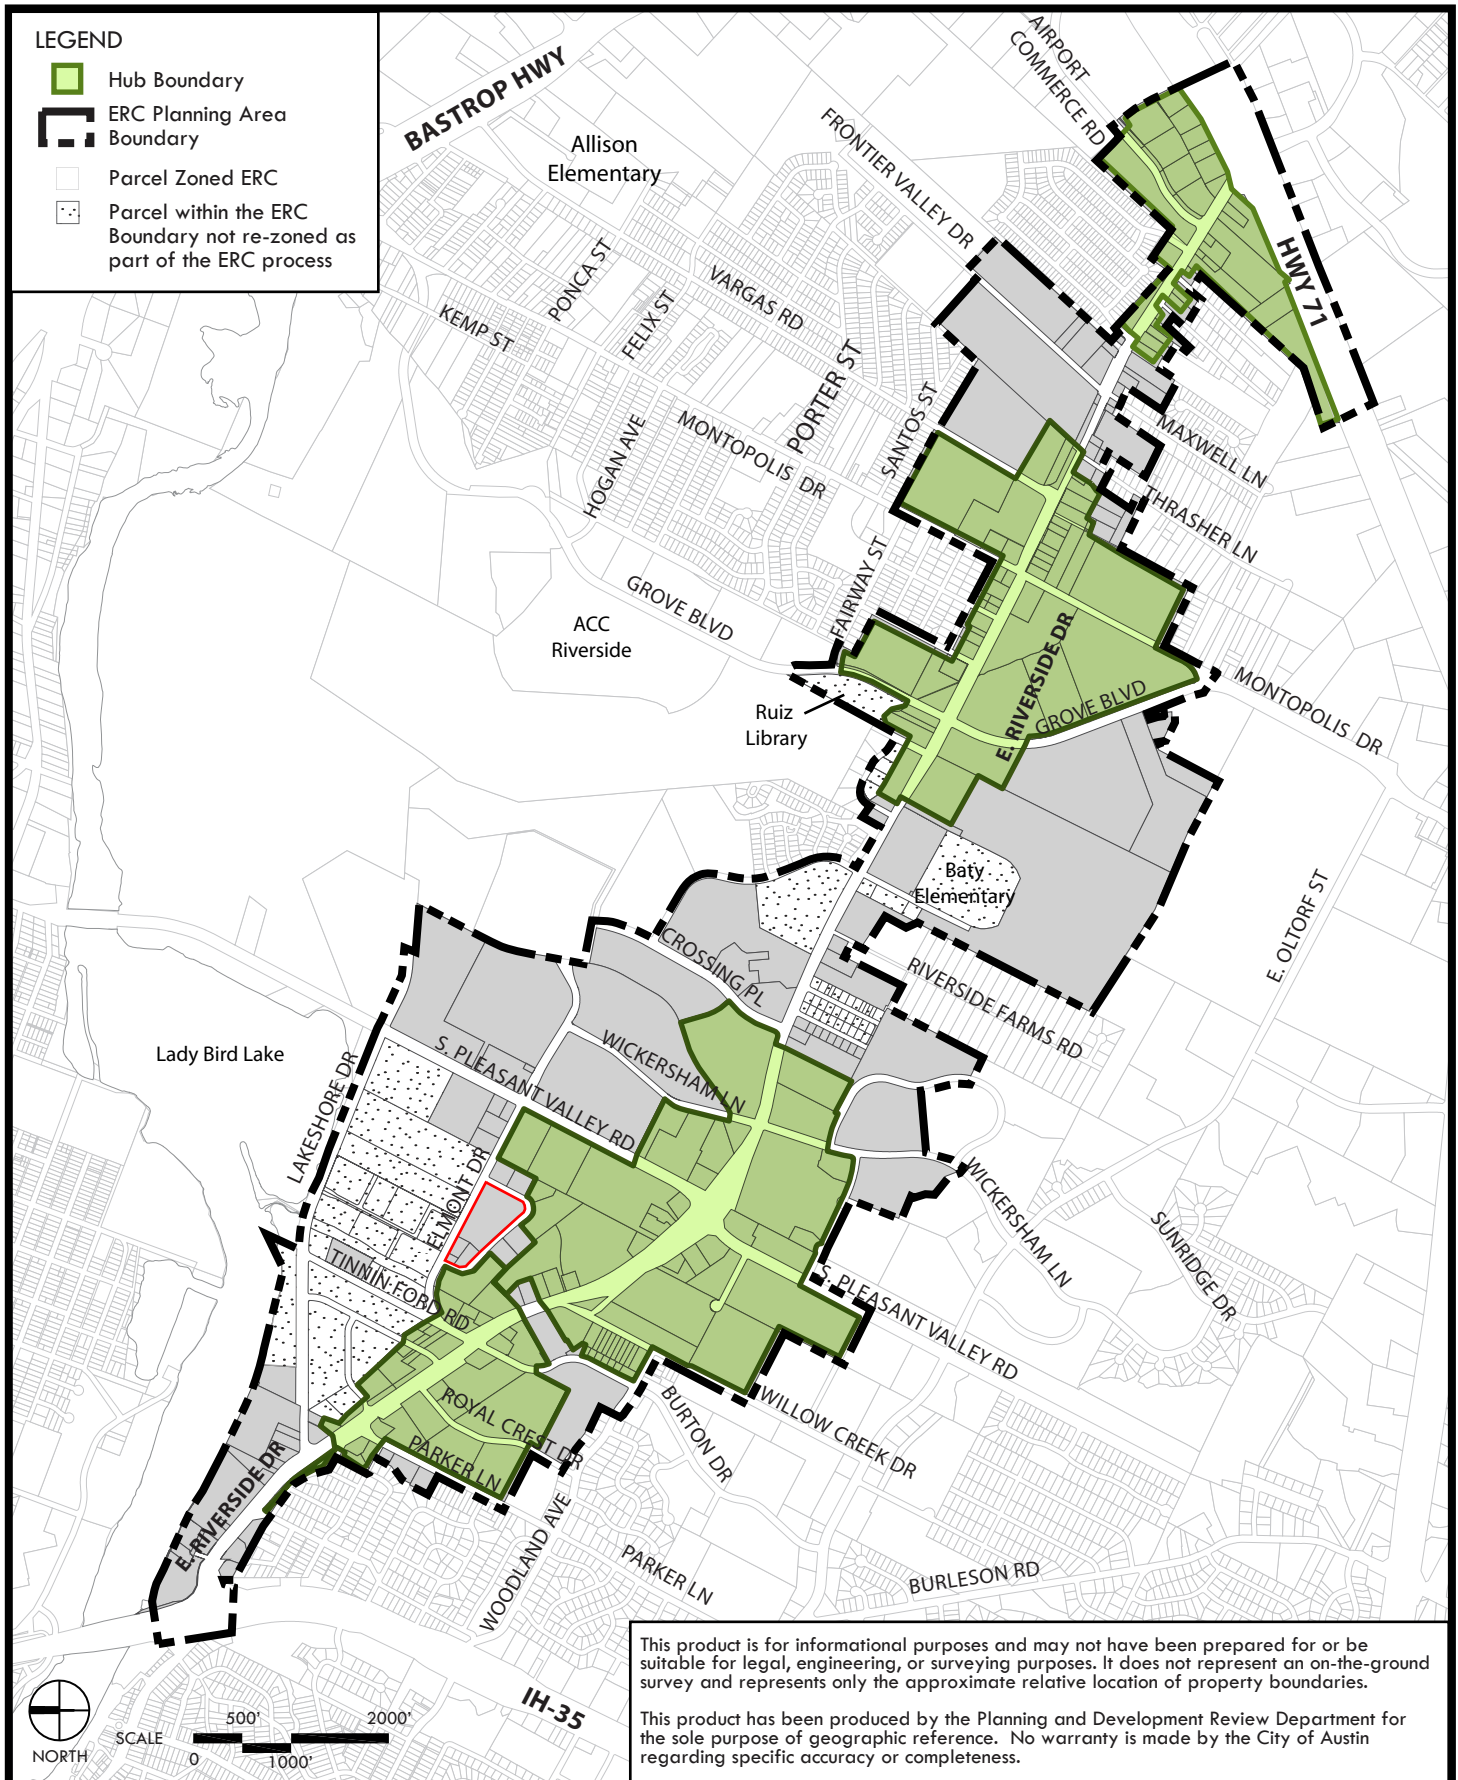 LEGEND
Hub Boundary
ERC Planning Area
Boundary
Parcel Zoned ERC
Parcel within the ERC
Boundary not re-zoned as
part of the ERC process
BASTROP HWY
Allison
Elementary
AIRPORT
COMMERCE RD
FRONTIER VALLEY DR
HWY 71
PONCA ST
VARGAS RD
KEMP ST
FELIX ST
PORTER ST
SANTOS ST
MONTOPOLIS DR
HOGAN AVE
MAXWELL LN
THRASHER LN
FAIRWAY ST
GROVE BLVD
ACC
Riverside
E. RIVERSIDE DR
GROVE BLVD
MONTOPOLIS DR
Ruiz
Library
Baty
Elementary
E. OLTORF ST
CROSSING PL
RIVERSIDE FARMS RD
Lady Bird Lake
LAKESHORE DR
S. PLEASANT VALLEY RD
WICKERSHAM LN
ELMONT DR
WICKERSHAM LN
SUNRIDGE DR
TINNIN FORD RD
S. PLEASANT VALLEY RD
ROYAL CREST DR
PARKER LN
BURTON DR
WILLOW CREEK DR
E. RIVERSIDE DR
WOODLAND AVE
PARKER LN
BURLESON RD
IH-35
NORTH
SCALE
500'
2000'
0
1000'
This product is for informational purposes and may not have been prepared for or be
suitable for legal, engineering, or surveying purposes. It does not represent an on-the-ground
survey and represents only the approximate relative location of property boundaries.
This product has been produced by the Planning and Development Review Department for
the sole purpose of geographic reference. No warranty is made by the City of Austin
regarding specific accuracy or completeness.